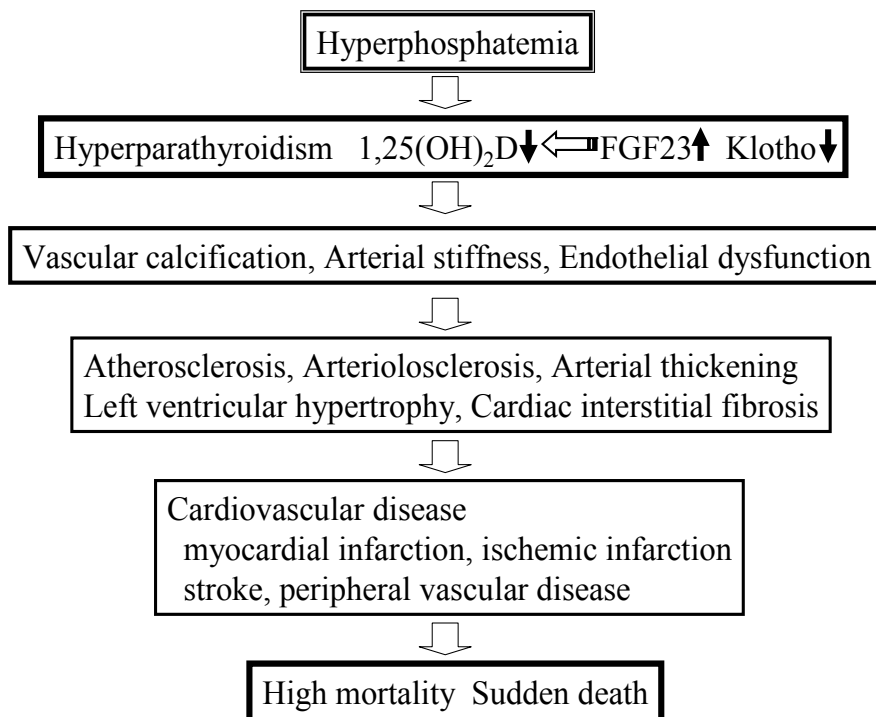 Hyperphosphatemia
Hyperparathyroidism 1,25(OH)₂D⬇ ⇐ FGF23⬆ Klotho⬇
Vascular calcification, Arterial stiffness, Endothelial dysfunction
Atherosclerosis, Arteriolosclerosis, Arterial thickening
Left ventricular hypertrophy, Cardiac interstitial fibrosis
Cardiovascular disease
myocardial infarction, ischemic infarction
stroke, peripheral vascular disease
High mortality Sudden death